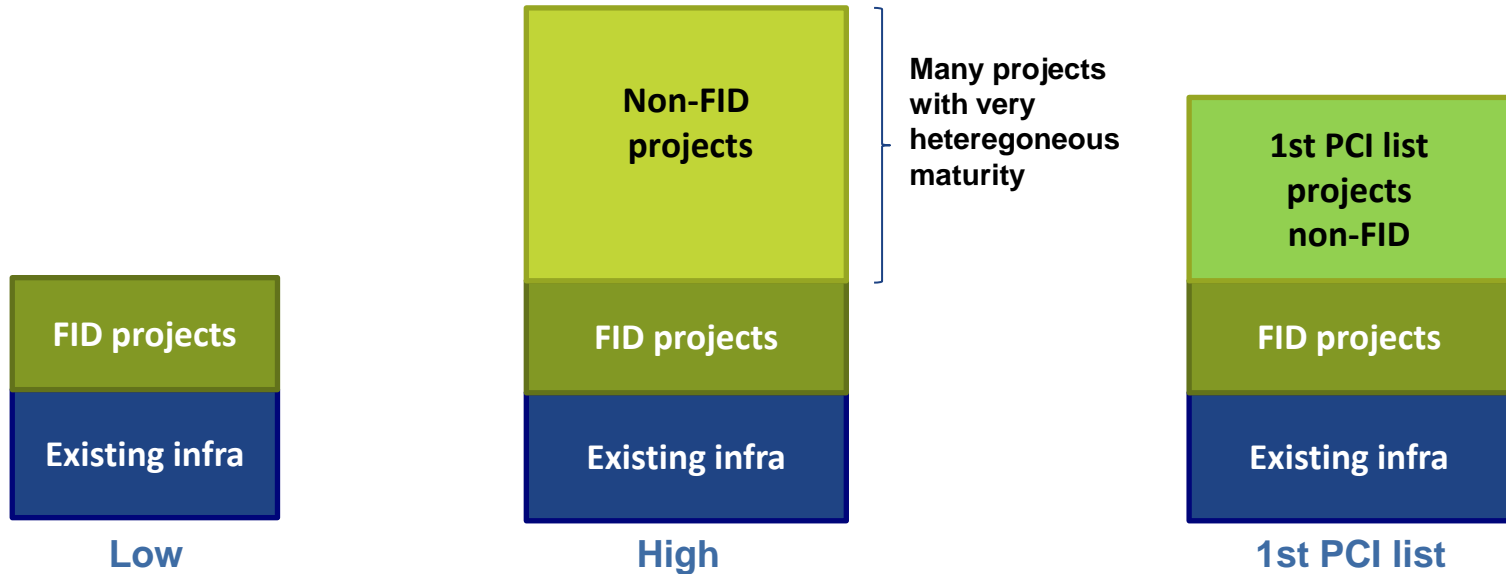 FID projects
Existing infra
Low
Non-FID
projects
FID projects
Existing infra
High
Many projects
with very
heteregoneous
maturity
1st PCI list
projects
non-FID
FID projects
Existing infra
1st PCI list